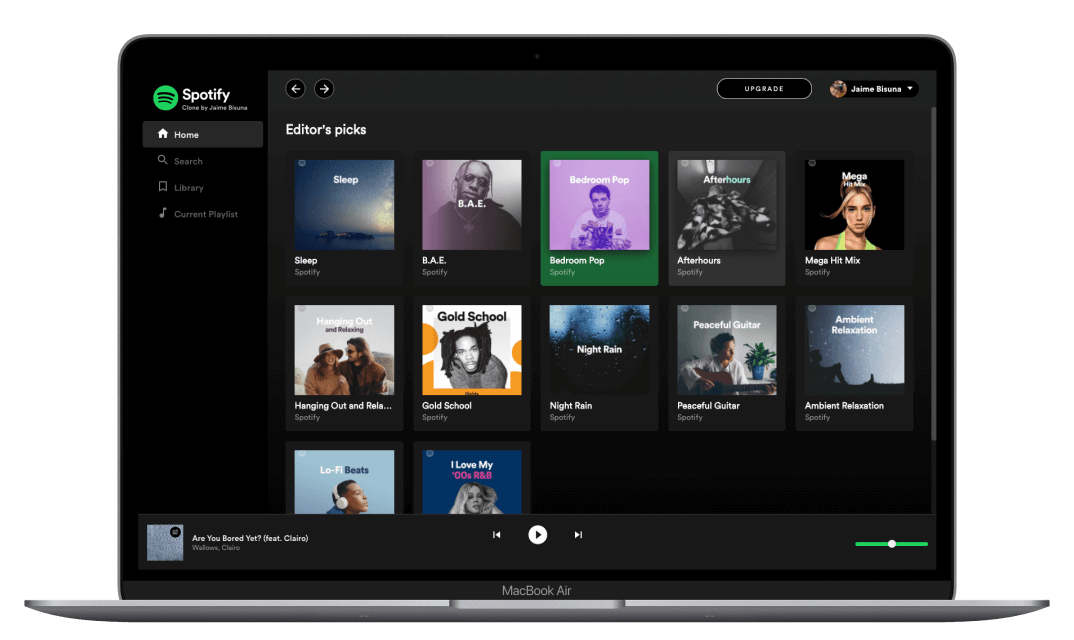 Spotify
Clone by Jaime Bisuna
Home
Search
Library
Current Playlist
UPGRADE
Jaime Bisuna
Editor's picks
Sleep
B.A.E.
Bedroom Pop
Afterhours
Mega
Hit Mix
Sleep
Spotify
B.A.E.
Spotify
Bedroom Pop
Spotify
Afterhours
Spotify
Mega Hit Mix
Spotify
Hanging Out
and Relaxing
Gold School
Night Rain
Peaceful Guitar
Ambient
Relaxation
Hanging Out and Rela...
Spotify
Gold School
Spotify
Night Rain
Spotify
Peaceful Guitar
Spotify
Ambient Relaxation
Spotify
Lo-Fi Beats
I Love My
'00s R&B
Are You Bored Yet? (feat. Clairo)
Wallows, Clairo
MacBook Air